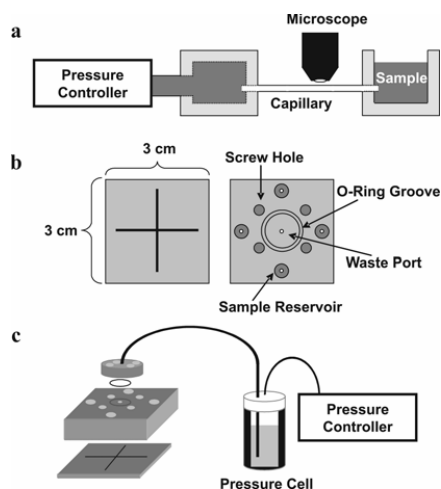 a
Microscope
Pressure
Controller
Sample
Capillary
b
3 cm
3 cm
Screw Hole
O-Ring Groove
Waste Port
Sample Reservoir
c
Pressure
Controller
Pressure Cell